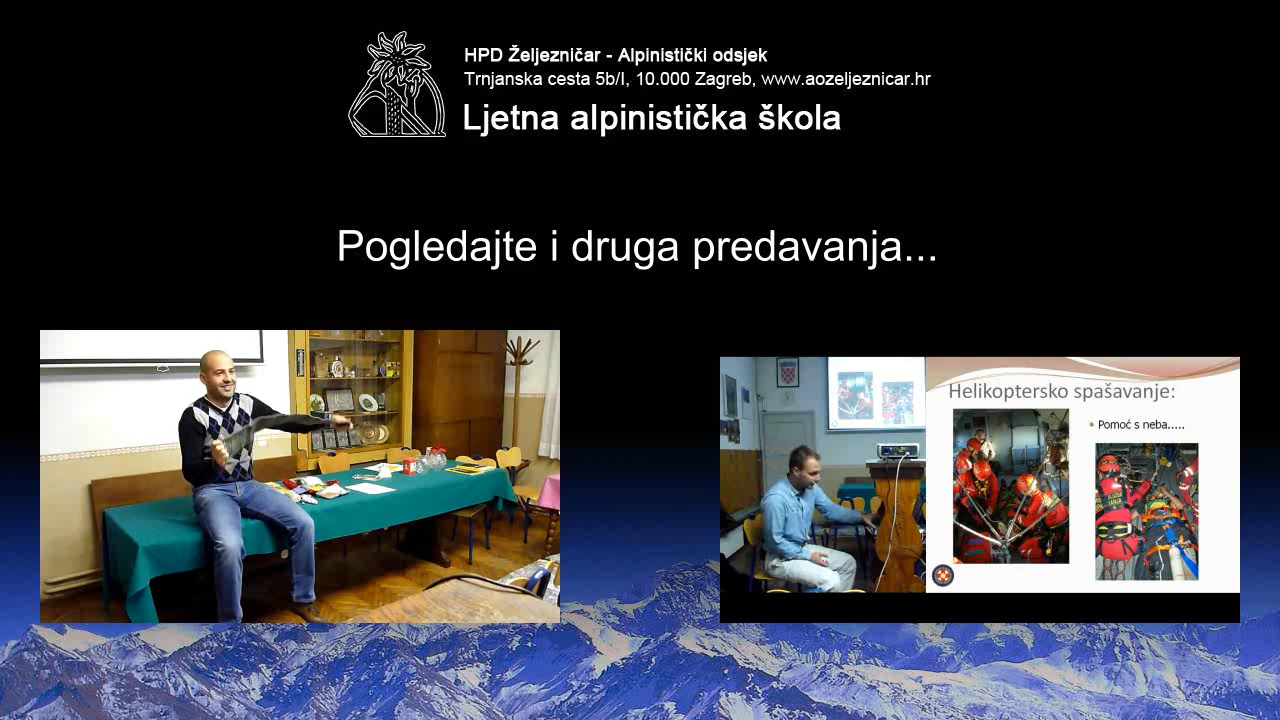 HPD Željezničar - Alpinistički odsjek
Trnjanska cesta 5b/I, 10.000 Zagreb, www.aozeljeznicar.hr
Ljetna alpinistička škola
Pogledajte i druga predavanja...
Helikoptersko spašavanje:
Pomoć s neba.....